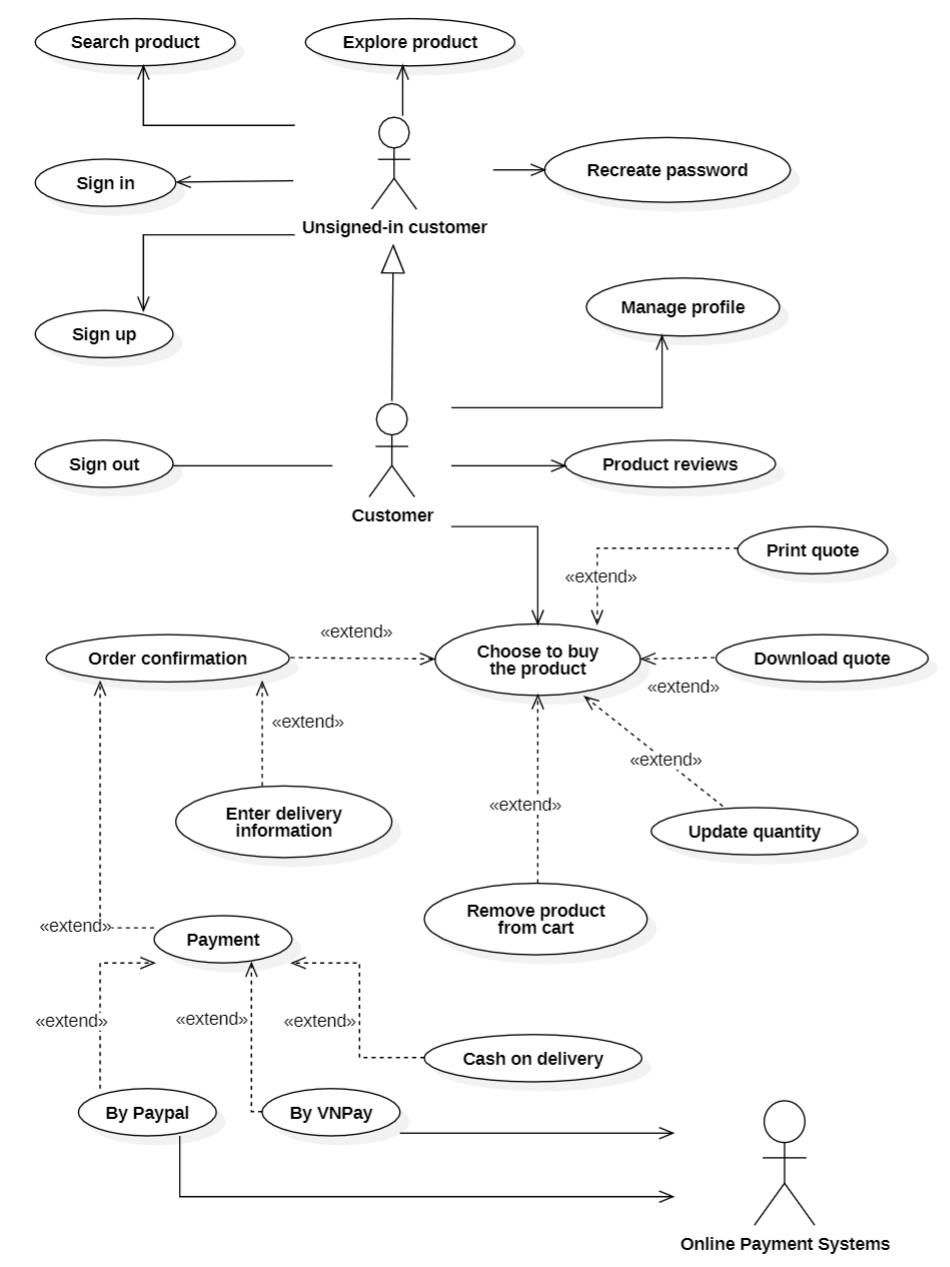 Search product
Explore product
Sign in
Recreate password
Unsigned-in customer
Manage profile
Sign up
Sign out
Product reviews
Customer
Print quote
«extend»
«extend»
Order confirmation
Choose to buy
the product
Download quote
«extend»
«extend»
«extend»
Enter delivery
information
«extend»
Update quantity
Remove product
from cart
«extend»
Payment
«extend»
«extend»
«extend»
Cash on delivery
By Paypal
By VNPay
Online Payment Systems